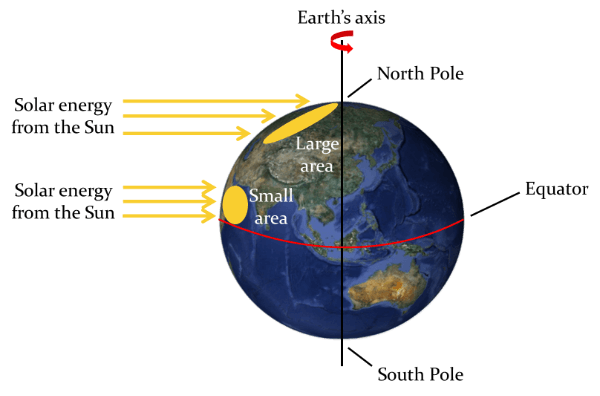 Earth's axis
North Pole
Solar energy
from the Sun
Large
area
Solar energy
from the Sun
Small
area
Equator
South Pole